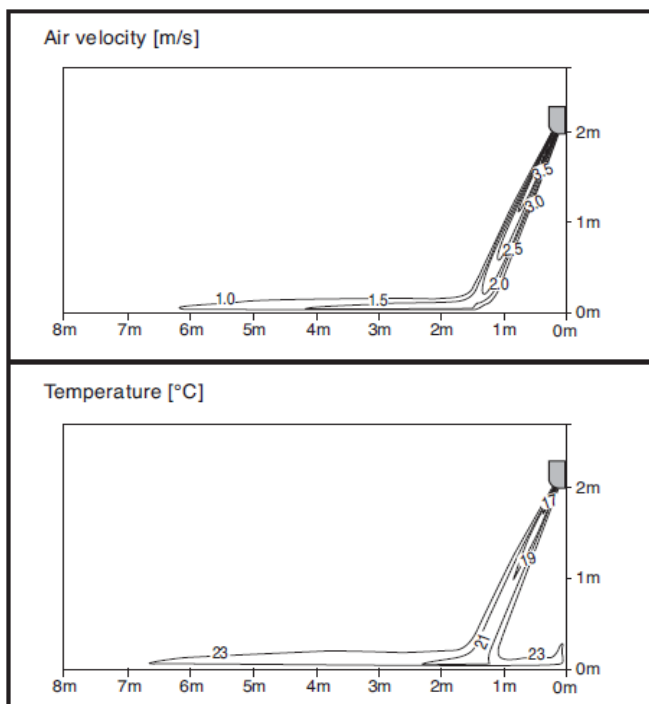 Air velocity [m/s]
2m
3.5
3.0
1m
2.5
2.0
1.0
1.5
0m
8m 7m 6m 5m 4m 3m 2m 1m 0m
Temperature [°C]
2m
17
19
1m
21
23
23
0m
8m 7m 6m 5m 4m 3m 2m 1m 0m